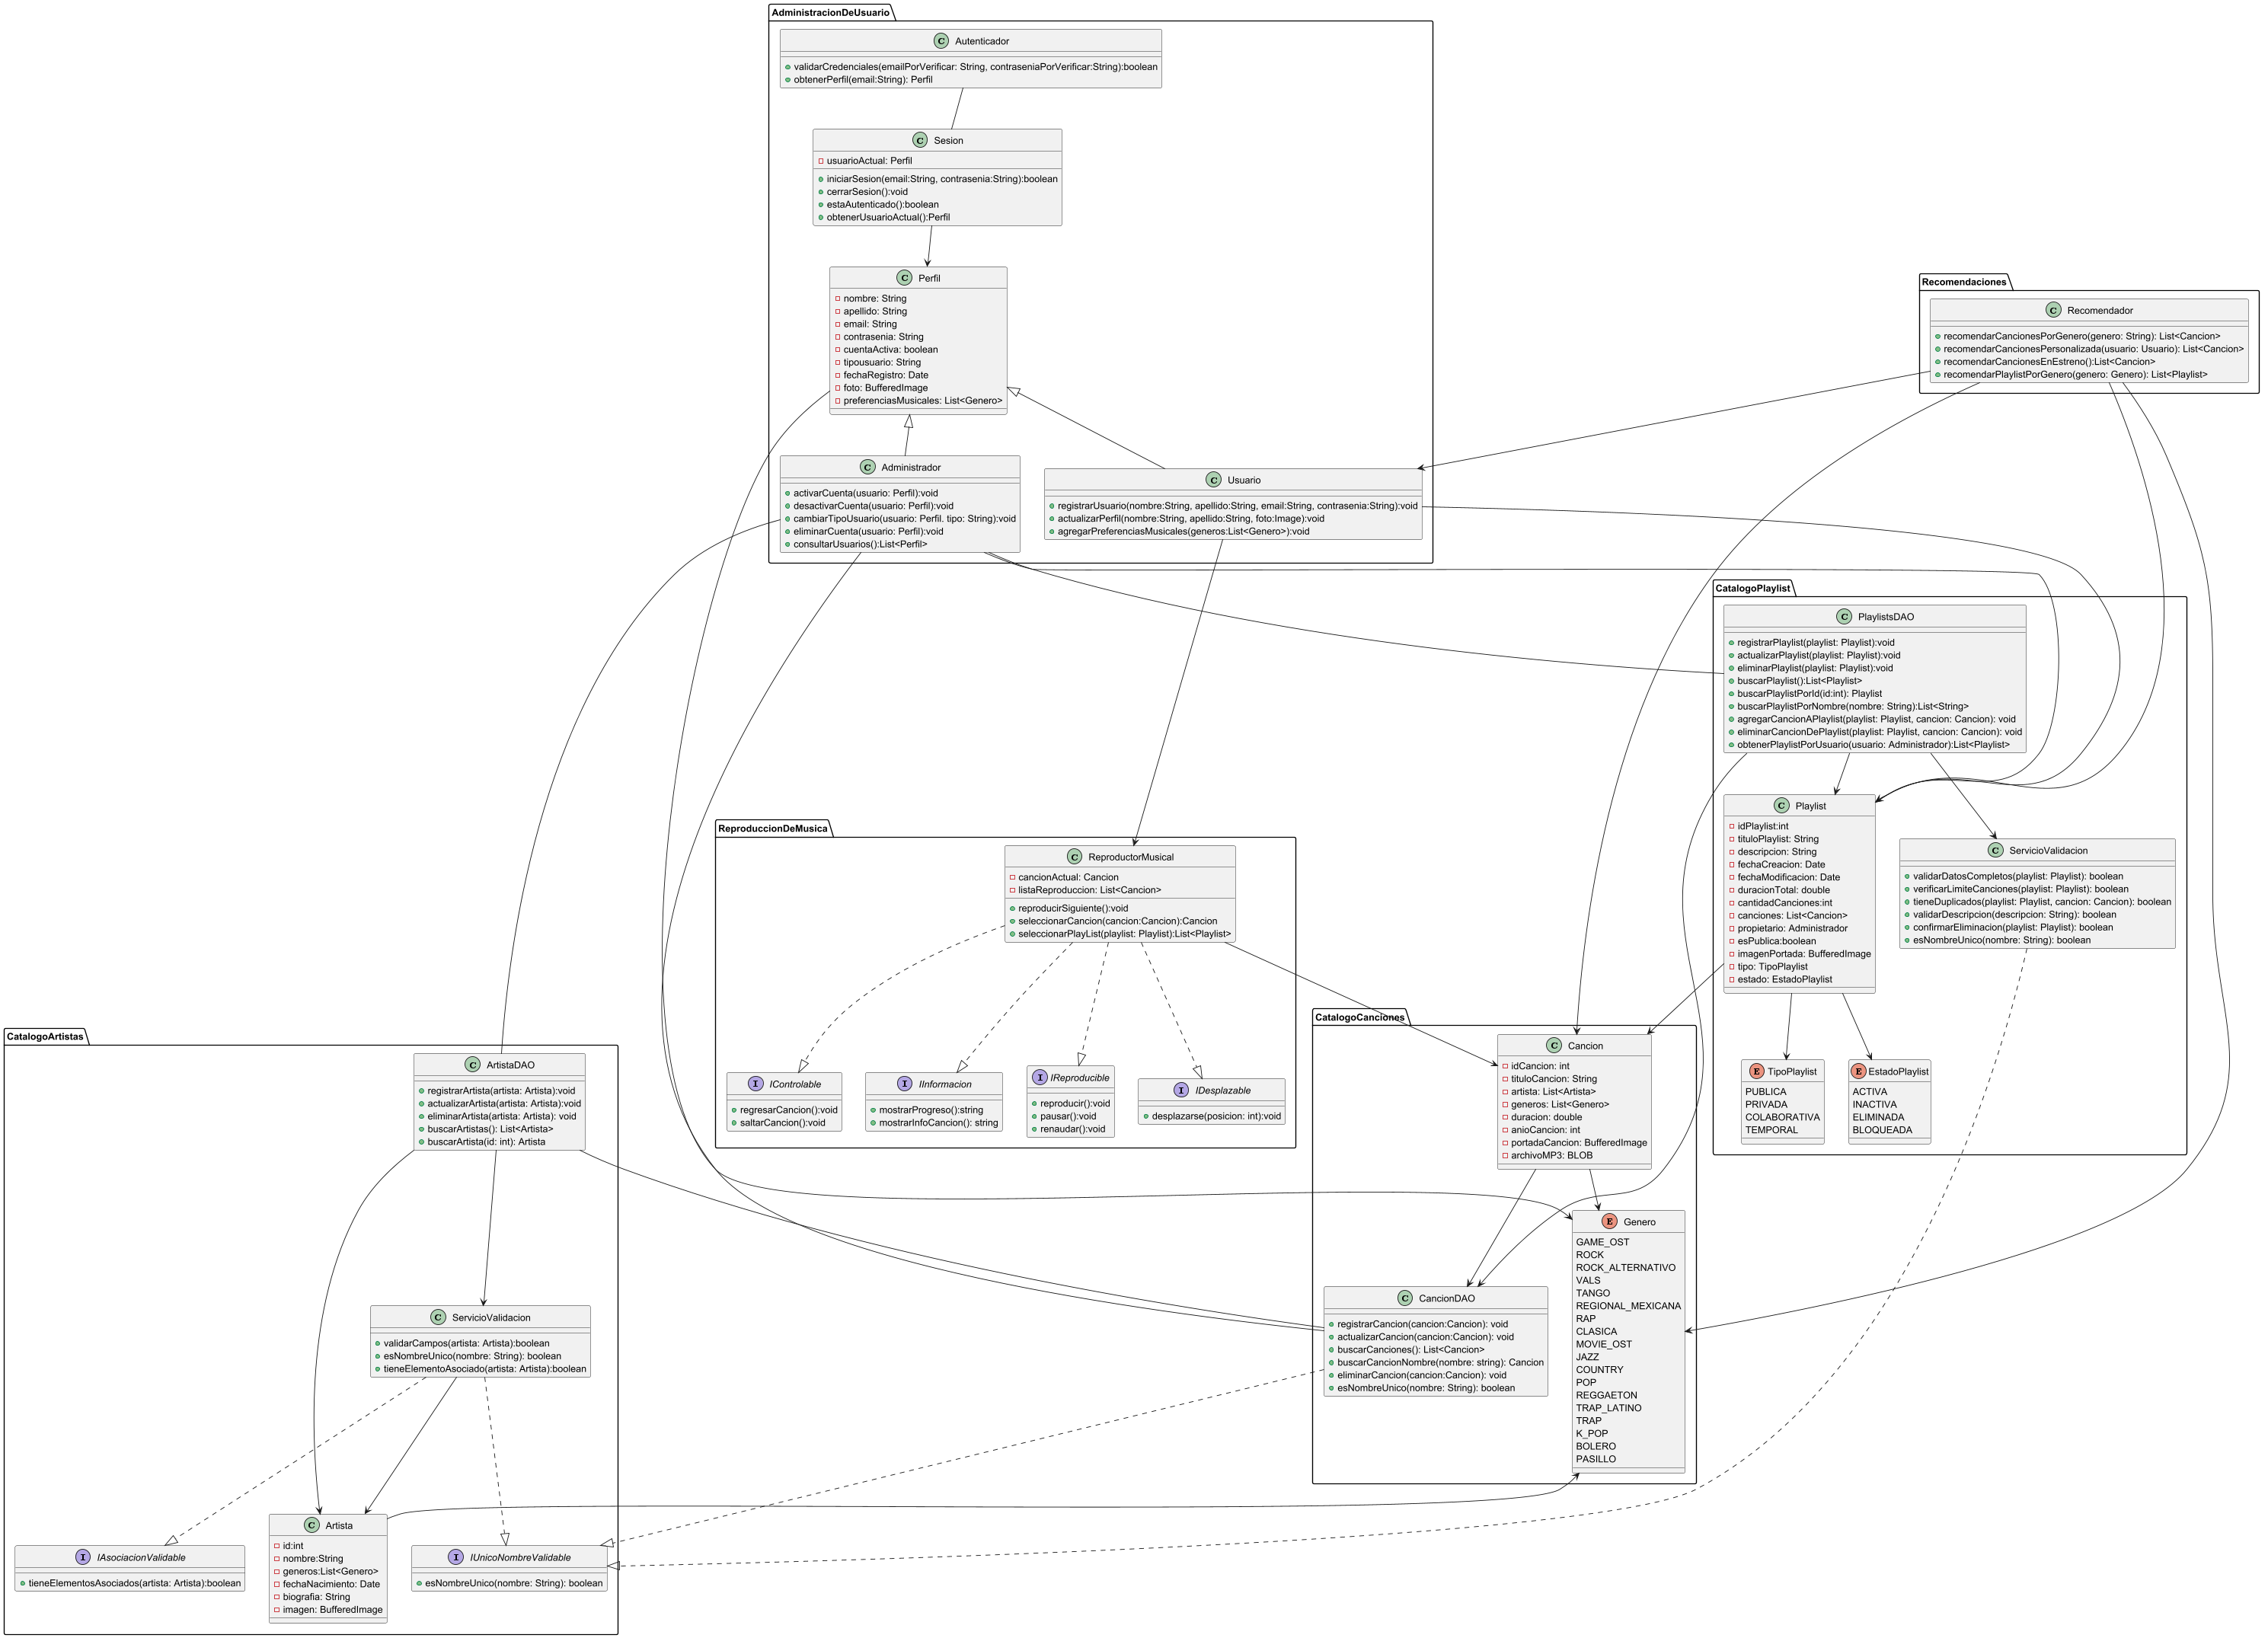 AdministracionDeUsuario
C Autenticador
validarCredenciales(emailPorVerificar: String, contraseniaPorVerificar:String):boolean
obtenerPerfil(email:String): Perfil
C Sesion
usuarioActual: Perfil
iniciarSesion(email:String, contrasenia:String):boolean
cerrarSesion():void
estaAutenticado():boolean
obtenerUsuarioActual():Perfil
C Perfil
nombre: String
apellido: String
email: String
contrasenia: String
cuentaActiva: boolean
tipousuario: String
fechaRegistro: Date
foto: BufferedImage
preferenciasMusicales: List<Genero>
C Administrador
activarCuenta(usuario: Perfil):void
desactivarCuenta(usuario: Perfil):void
cambiarTipoUsuario(usuario: Perfil. tipo: String):void
eliminarCuenta(usuario: Perfil):void
consultarUsuarios():List<Perfil>
C Usuario
registrarUsuario(nombre:String, apellido:String, email:String, contrasenia:String):void
actualizarPerfil(nombre:String, apellido:String, foto:Image):void
agregarPreferenciasMusicales(generos:List<Genero>):void
Recomendaciones
C Recomendador
recomendarCancionesPorGenero(genero: String): List<Cancion>
recomendarCancionesPersonalizada(usuario: Usuario): List<Cancion>
recomendarCancionesEnEstreno():List<Cancion>
recomendarPlaylistPorGenero(genero: Genero): List<Playlist>
CatalogoPlaylist
C PlaylistsDAO
registrarPlaylist(playlist: Playlist):void
actualizarPlaylist(playlist: Playlist):void
eliminarPlaylist(playlist: Playlist):void
buscarPlaylist():List<Playlist>
buscarPlaylistPorId(id:int): Playlist
buscarPlaylistPorNombre(nombre: String):List<String>
agregarCancionAPlaylist(playlist: Playlist, cancion: Cancion): void
eliminarCancionDePlaylist(playlist: Playlist, cancion: Cancion): void
obtenerPlaylistPorUsuario(usuario: Administrador):List<Playlist>
C Playlist
idPlaylist:int
tituloPlaylist: String
descripcion: String
fechaCreacion: Date
fechaModificacion: Date
duracionTotal: double
cantidadCanciones:int
canciones: List<Cancion>
propietario: Administrador
esPublica:boolean
imagenPortada: BufferedImage
tipo: TipoPlaylist
estado: EstadoPlaylist
C ServicioValidacion
validarDatosCompletos(playlist: Playlist): boolean
verificarLimiteCanciones(playlist: Playlist): boolean
tieneDuplicados(playlist: Playlist, cancion: Cancion): boolean
validarDescripcion(descripcion: String): boolean
confirmarEliminacion(playlist: Playlist): boolean
esNombreUnico(nombre: String): boolean
E TipoPlaylist
PUBLICA
PRIVADA
COLABORATIVA
TEMPORAL
E EstadoPlaylist
ACTIVA
INACTIVA
ELIMINADA
BLOQUEADA
ReproduccionDeMusica
C ReproductorMusical
cancionActual: Cancion
listaReproduccion: List<Cancion>
reproducirSiguiente():void
seleccionarCancion(cancion:Cancion):Cancion
seleccionarPlayList(playlist: Playlist):List<Playlist>
I IControlable
regresarCancion():void
saltarCancion():void
I IInformacion
mostrarProgreso():string
mostrarInfoCancion(): string
I IReproducible
reproducir():void
pausar():void
renaudar():void
I IDesplazable
desplazarse(posicion: int):void
CatalogoCanciones
C Cancion
idCancion: int
tituloCancion: String
artista: List<Artista>
generos: List<Genero>
duracion: double
anioCancion: int
portadaCancion: BufferedImage
archivoMP3: BLOB
E Genero
GAME_OST
ROCK
ROCK_ALTERNATIVO
VALS
TANGO
REGIONAL_MEXICANA
RAP
CLASICA
MOVIE_OST
JAZZ
COUNTRY
POP
REGGAETON
TRAP_LATINO
TRAP
K_POP
BOLERO
PASILLO
C CancionDAO
registrarCancion(cancion:Cancion): void
actualizarCancion(cancion:Cancion): void
buscarCanciones(): List<Cancion>
buscarCancionNombre(nombre: string): Cancion
eliminarCancion(cancion:Cancion): void
esNombreUnico(nombre: String): boolean
CatalogoArtistas
C ArtistaDAO
registrarArtista(artista: Artista):void
actualizarArtista(artista: Artista):void
eliminarArtista(artista: Artista): void
buscarArtistas(): List<Artista>
buscarArtista(id: int): Artista
C ServicioValidacion
validarCampos(artista: Artista):boolean
esNombreUnico(nombre: String): boolean
tieneElementoAsociado(artista: Artista):boolean
I IAsociacionValidable
tieneElementosAsociados(artista: Artista):boolean
C Artista
id:int
nombre:String
generos:List<Genero>
fechaNacimiento: Date
biografia: String
imagen: BufferedImage
I IUnicoNombreValidable
esNombreUnico(nombre: String): boolean